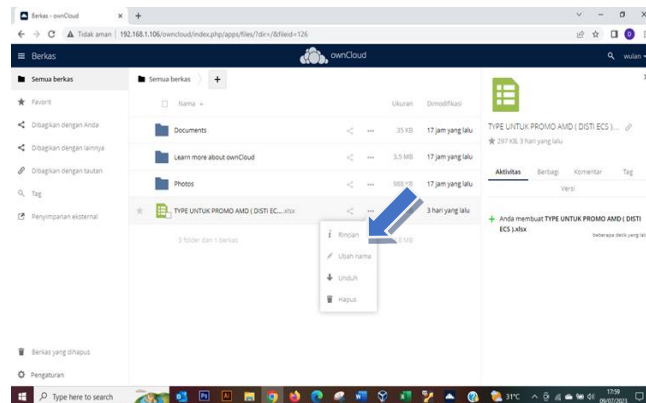 Berkas - ownCloud
Tidak aman | 192.168.1.106/owncloud/index.php/apps/files/?dir=/&fileid=126
Berkas
ownCloud
wulan
Semua berkas
Favorit
Dibagikan dengan Anda
Dibagikan dengan lainnya
Dibagikan dengan tautan
Tag
Penyimpanan eksternal
Berkas yang dihapus
Pengaturan
Semua berkas
Nama
Ukuran
Dimodifikasi
Documents
35 KB
17 jam yang lalu
Learn more about ownCloud
3.5 MB
17 jam yang lalu
Photos
17 jam yang lalu
TYPE UNTUK PROMO AMD ( DISTI EC... .xlsx
3 hari yang lalu
3 folder dan 1 berkas
Rincian
Ubah nama
Unduh
Hapus
TYPE UNTUK PROMO AMD ( DISTI ECS )...
297 KB, 3 hari yang lalu
Aktivitas
Berbagi
Komentar
Tag
Versi
Anda membuat TYPE UNTUK PROMO AMD ( DISTI
ECS ).xlsx
beberapa detik yang lalu
Type here to search
31°C
17:59
09/07/2023